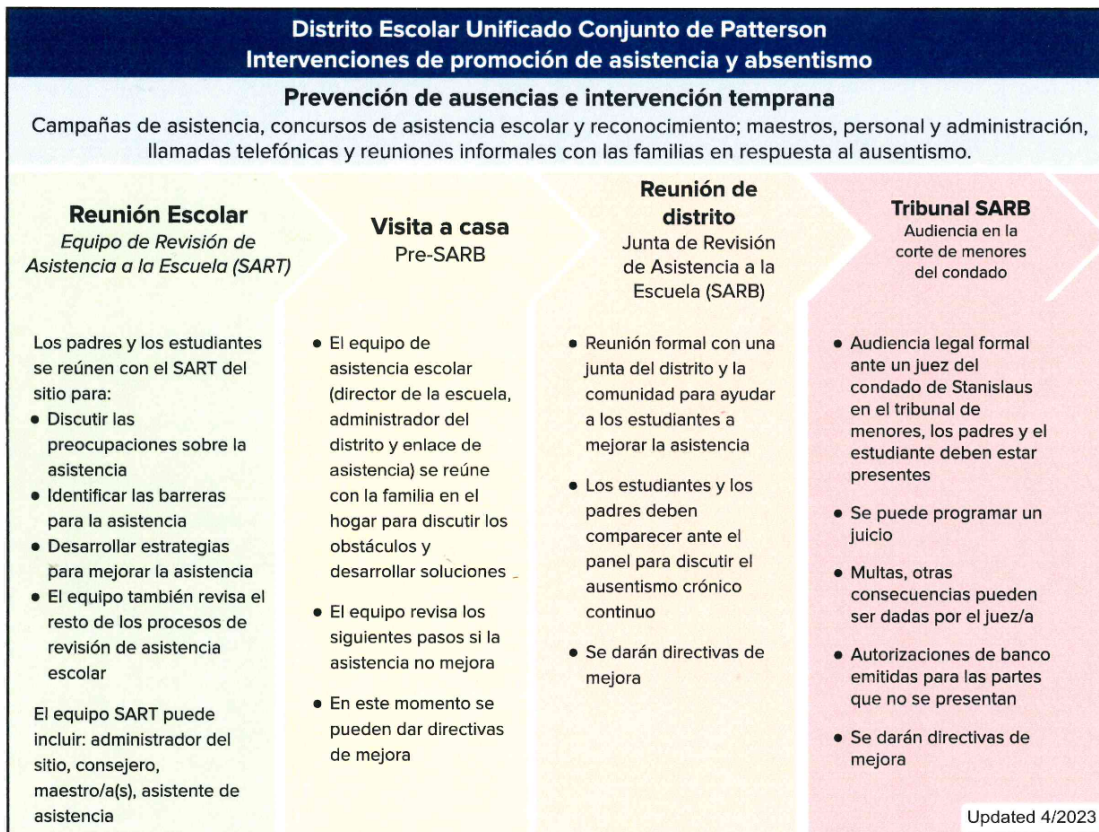 Distrito Escolar Unificado Conjunto de Patterson
Intervenciones de promoción de asistencia y absentismo
Prevención de ausencias e intervención temprana
Campañas de asistencia, concursos de asistencia escolar y reconocimiento; maestros, personal y administración,
llamadas telefónicas y reuniones informales con las familias en respuesta al ausentismo.
Reunión Escolar
Equipo de Revisión de
Asistencia a la Escuela (SART)
Los padres y los estudiantes
se reúnen con el SART del
sitio para:
● Discutir las
preocupaciones sobre la
asistencia
● Identificar las barreras
para la asistencia
● Desarrollar estrategias
para mejorar la asistencia
● El equipo también revisa el
resto de los procesos de
revisión de asistencia
escolar
El equipo SART puede
incluir: administrador del
sitio, consejero,
maestro/a(s), asistente de
asistencia
Visita a casa
Pre-SARB
● El equipo de
asistencia escolar
(director de la escuela,
administrador del
distrito y enlace de
asistencia) se reúne
con la familia en el
hogar para discutir los
obstáculos y
desarrollar soluciones
● El equipo revisa los
siguientes pasos si la
asistencia no mejora
● En este momento se
pueden dar directivas
de mejora
Reunión de
distrito
Junta de Revisión
de Asistencia a la
Escuela (SARB)
● Reunión formal con una
junta del distrito y la
comunidad para ayudar
a los estudiantes a
mejorar la asistencia
● Los estudiantes y los
padres deben
comparecer ante el
panel para discutir el
ausentismo crónico
continuo
● Se darán directivas de
mejora
Tribunal SARB
Audiencia en la
corte de menores
del condado
● Audiencia legal formal
ante un juez del
condado de Stanislaus
en el tribunal de
menores, los padres y el
estudiante deben estar
presentes
● Se puede programar un
juicio
● Multas, otras
consecuencias pueden
ser dadas por el juez/a
● Autorizaciones de banco
emitidas para las partes
que no se presentan
● Se darán directivas de
mejora
Updated 4/2023